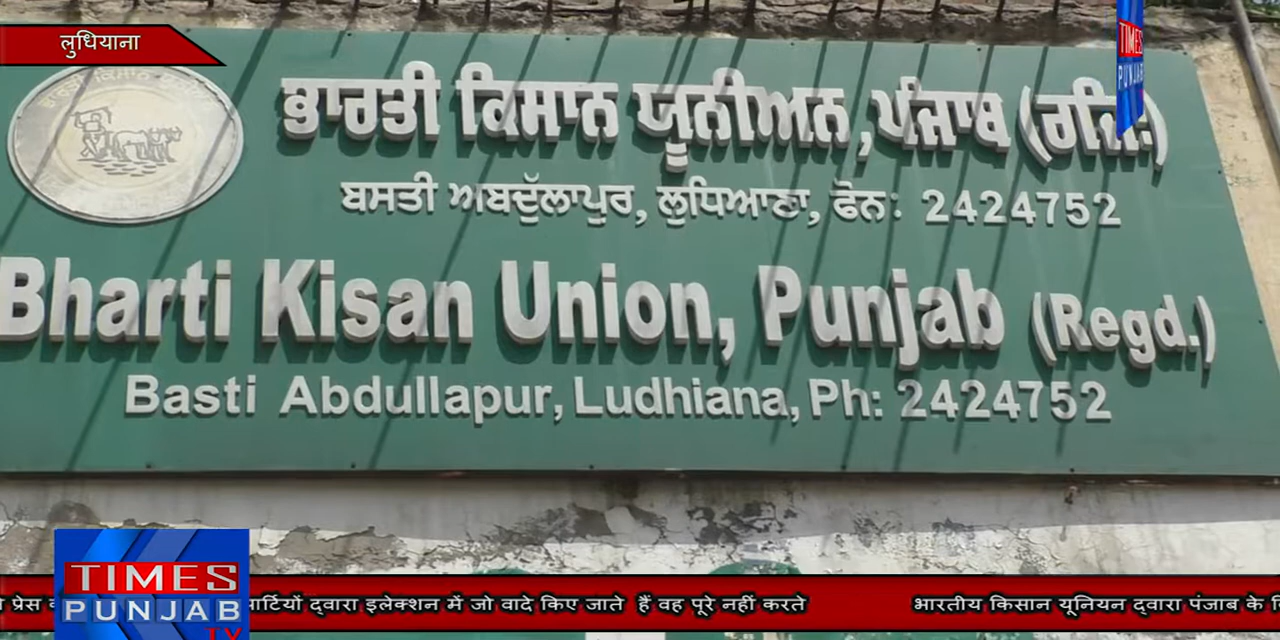 लुधियाना
TIMES
PUNJAB
ਭਾਰਤੀ ਕਿਸਾਨ ਯੂਨੀਅਨ, ਪੰਜਾਬ (ਰਜਿ:)
ਬਸਤੀ ਅਬਦੁੱਲਾਪੁਰ, ਲੁਧਿਆਣਾ, ਫੋਨ: 2424752
Bharti Kisan Union, Punjab (Regd.)
Basti Abdullapur, Ludhiana, Ph: 2424752
TIMES
PUNJAB
TV
प्रेस द्वारा इलेक्शन में जो वादे किए जाते हैं वह पूरे नहीं करते भारतीय किसान यूनियन द्वारा पंजाब के